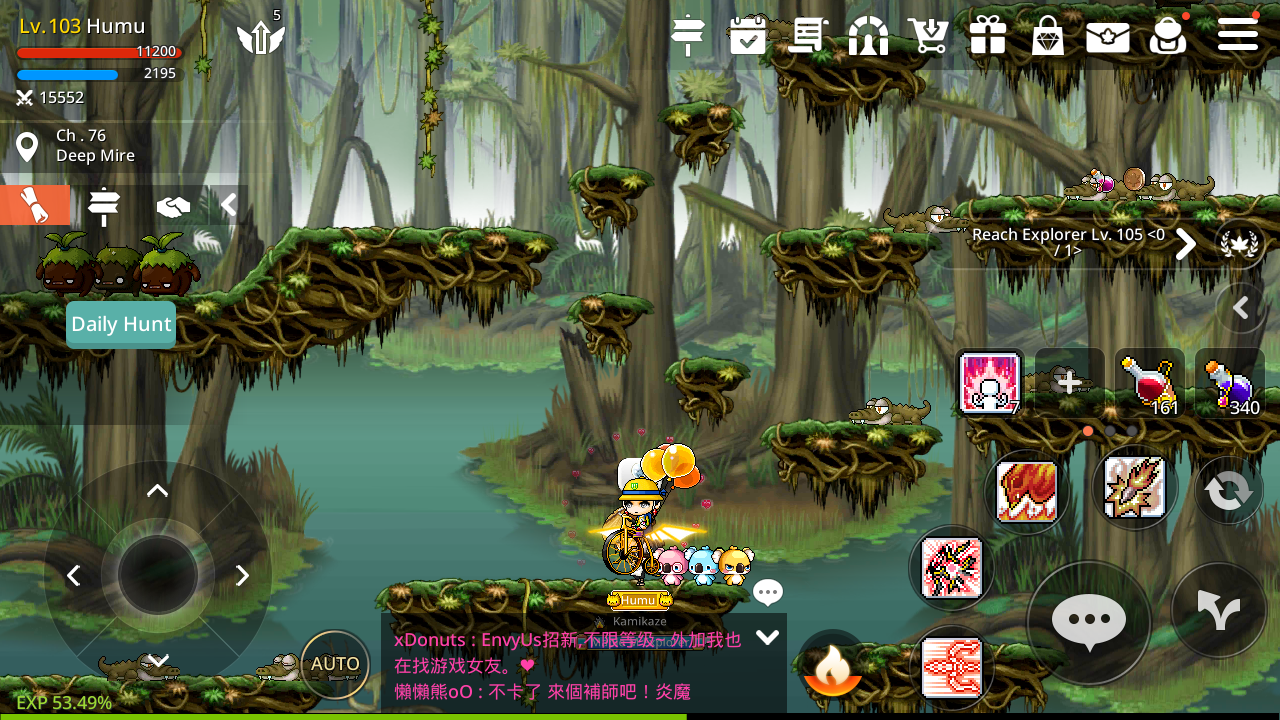 Lv.103 Humu
5
11200
2195
15552
Ch . 76
Deep Mire
Reach Explorer Lv. 105 <0
/ 1>
Daily Hunt
7
161
340
Humu
Kamikaze
xDonuts : EnvyUs招新,不限等级~ 外加我也
在找游戏女友。♥
懒懒熊oO : 不卡了 來個補師吧！炎魔
AUTO
EXP 53.49%